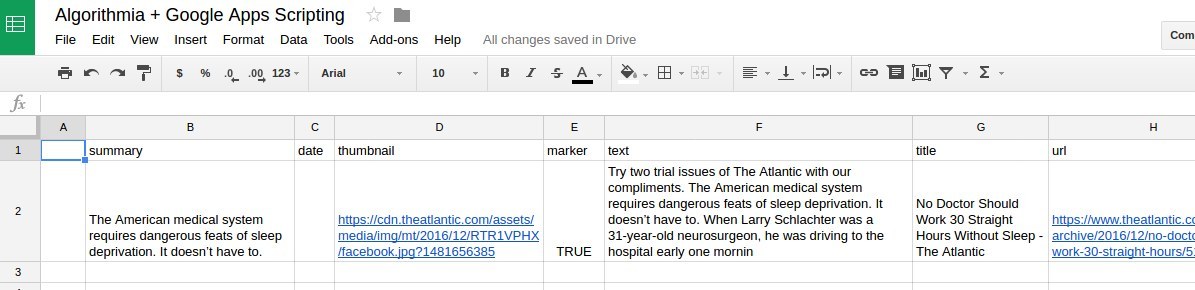 Algorithmia + Google Apps Scripting
File Edit View Insert Format Data Tools Add-ons Help All changes saved in Drive
Com
$ % .0 .00 123 Arial 10 B I S A Σ
fx
A B C D E F G H
1 summary date thumbnail marker text title url
2
The American medical system
requires dangerous feats of sleep
deprivation. It doesn't have to.
https://cdn.theatlantic.com/assets/
media/img/mt/2016/12/RTR1VPHX
/facebook.jpg?1481656385
TRUE
Try two trial issues of The Atlantic with our
compliments. The American medical system
requires dangerous feats of sleep deprivation. It
doesn't have to. When Larry Schlachter was a
31-year-old neurosurgeon, he was driving to the
hospital early one mornin
No Doctor Should
Work 30 Straight
Hours Without Sleep -
The Atlantic
https://www.theatlantic.co
archive/2016/12/no-docto
work-30-straight-hours/5
3